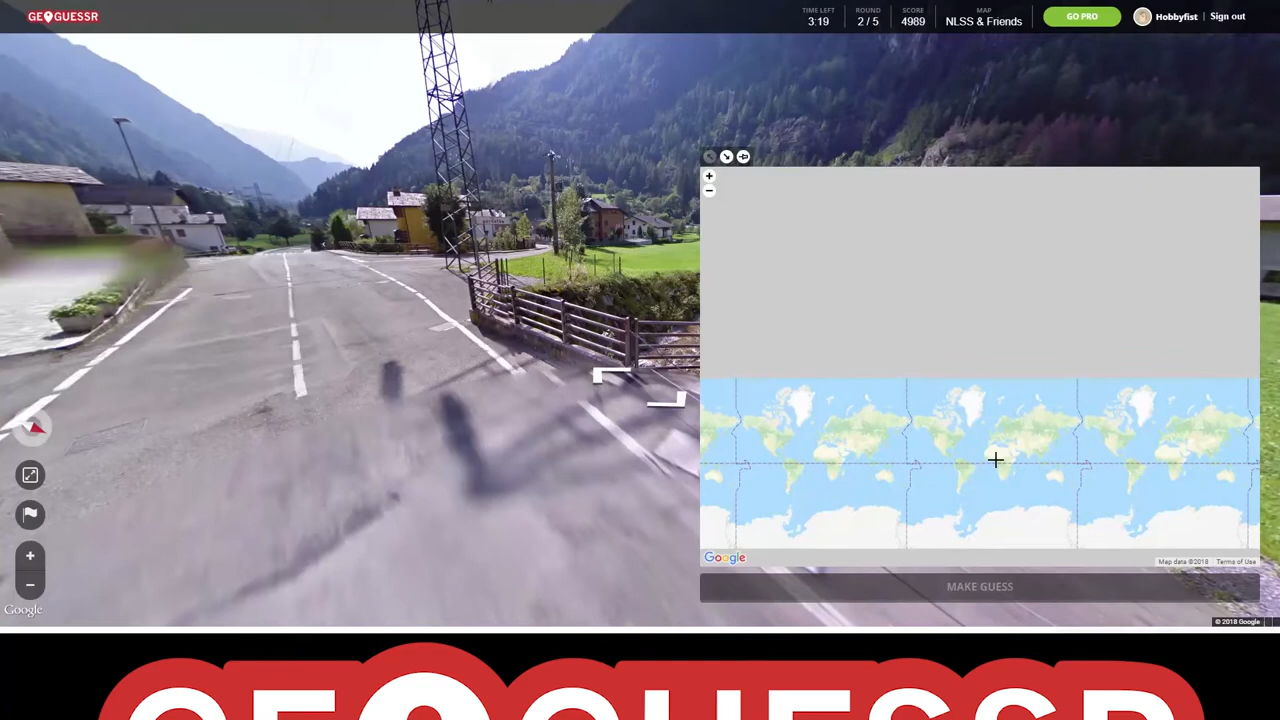 GEOGUESSR
TIME LEFT
3:19
ROUND
2 / 5
SCORE
4989
MAP
NLSS & Friends
GO PRO
Hobbyfist
Sign out
Google
Map data ©2018
Terms of Use
MAKE GUESS
Google
© 2018 Google
GEOGUESSR